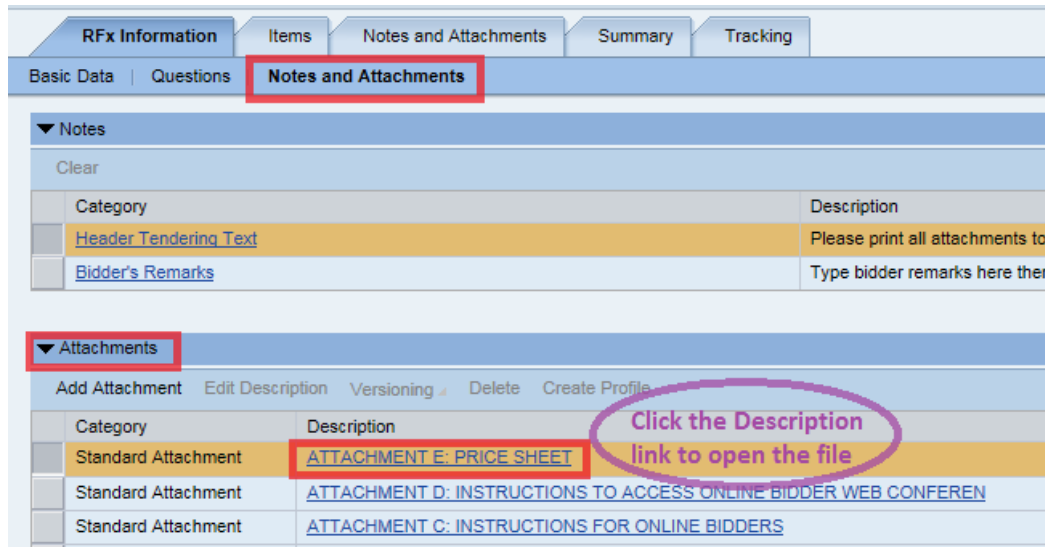 RFx Information Items Notes and Attachments Summary Tracking
Basic Data | Questions Notes and Attachments
Notes
Clear
Category Description
Header Tendering Text Please print all attachments to
Bidder's Remarks Type bidder remarks here then
Attachments
Add Attachment Edit Description Versioning Delete Create Profile
Category Description
Click the Description
link to open the file
Standard Attachment ATTACHMENT E: PRICE SHEET
Standard Attachment ATTACHMENT D: INSTRUCTIONS TO ACCESS ONLINE BIDDER WEB CONFEREN
Standard Attachment ATTACHMENT C: INSTRUCTIONS FOR ONLINE BIDDERS